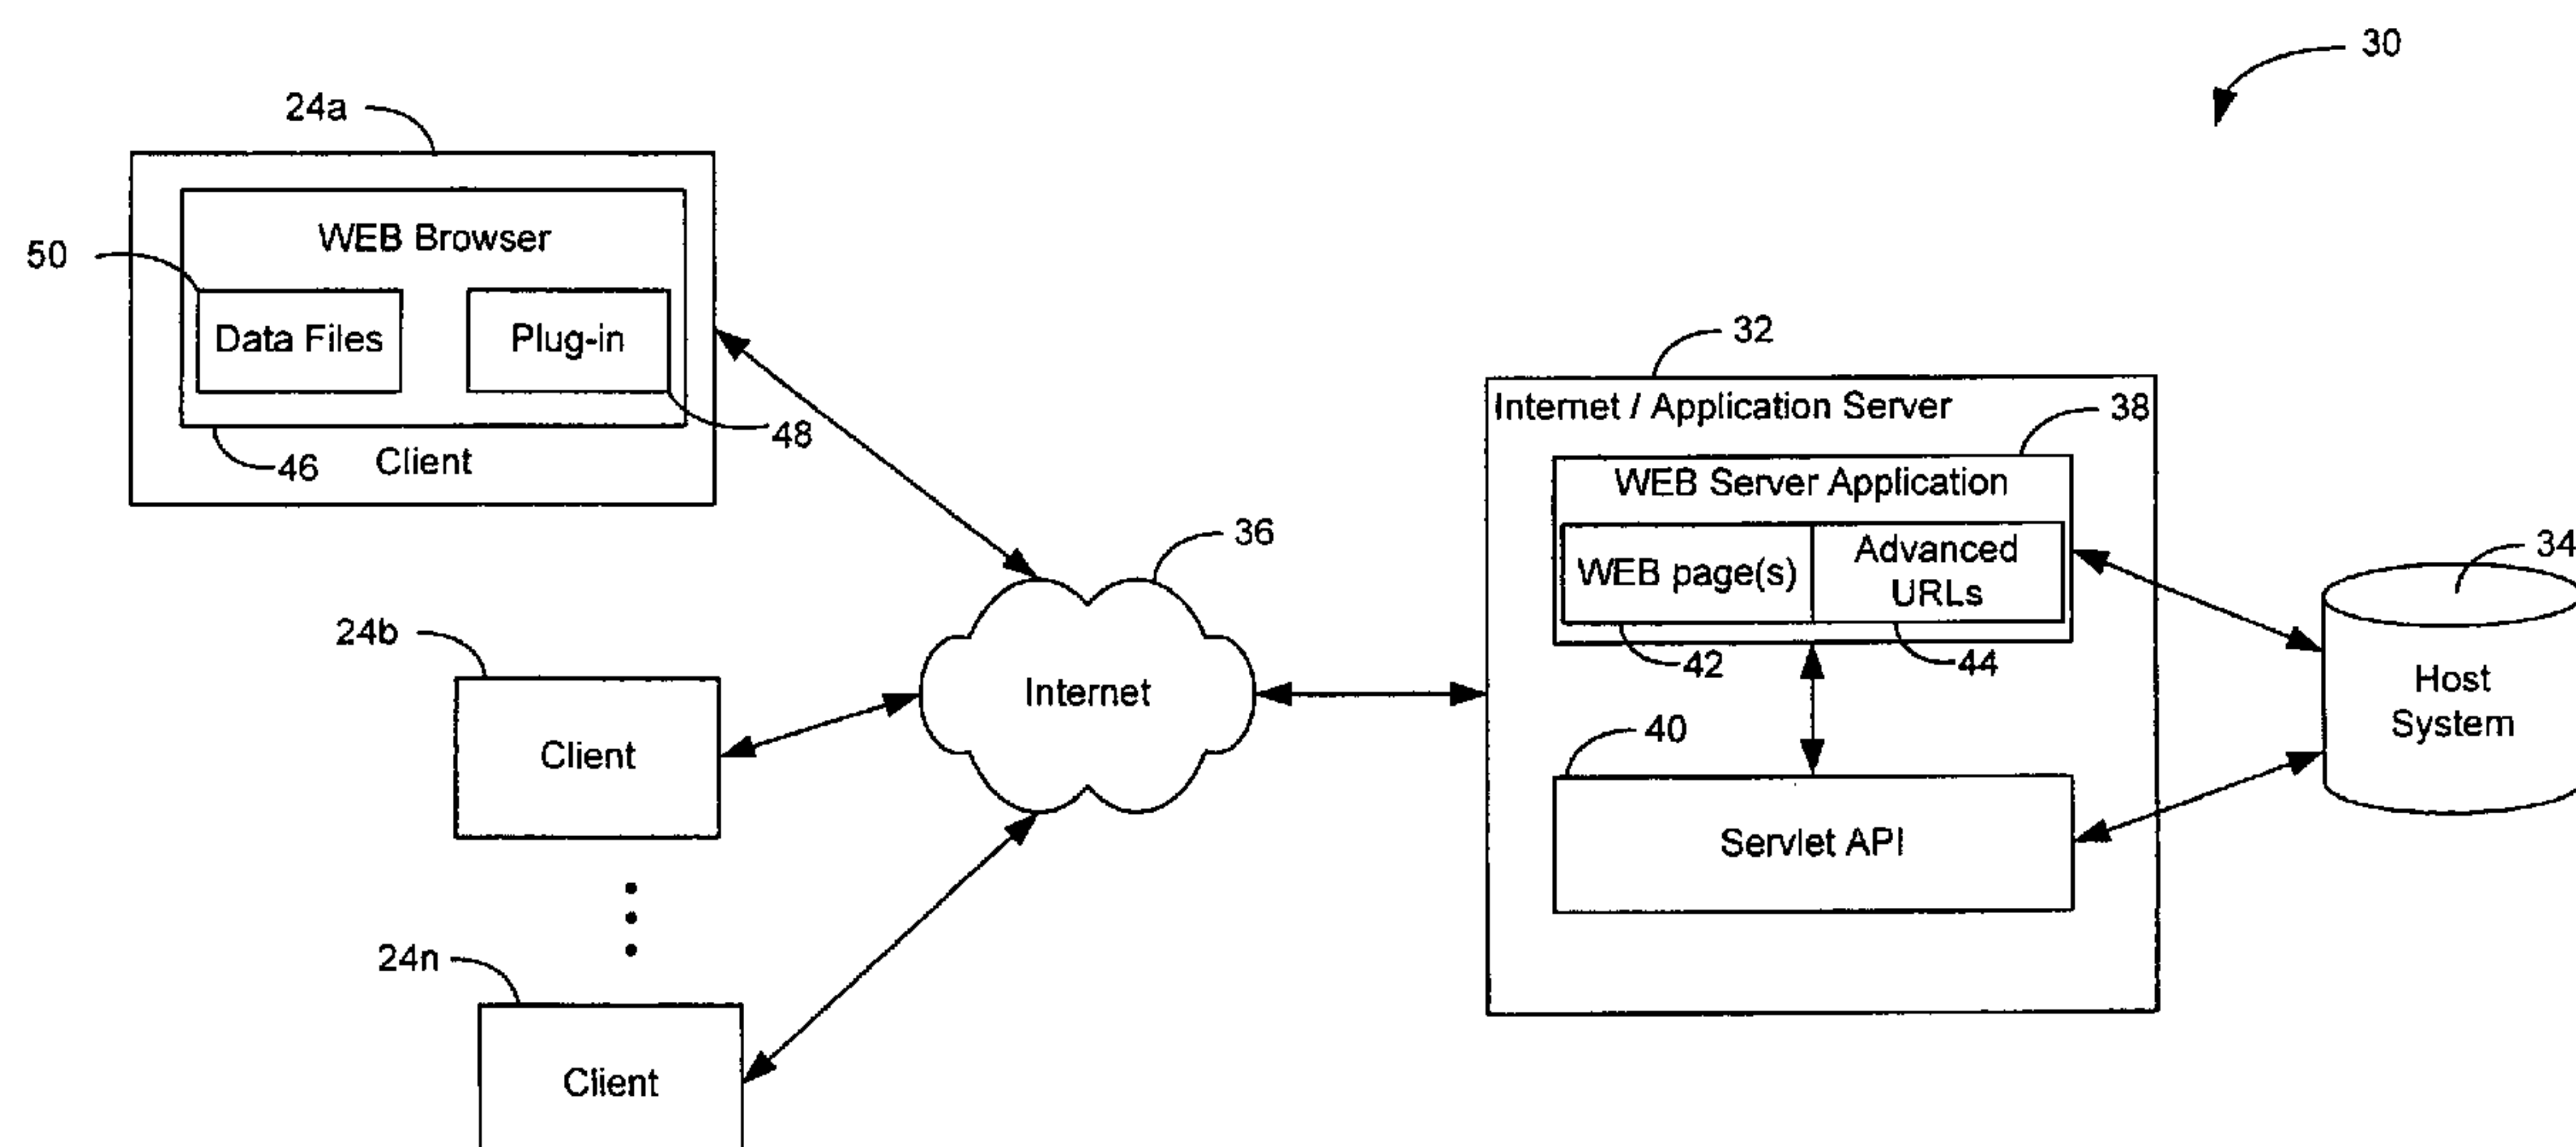 30
24a
WEB Browser
50
Data Files
Plug-in
48
46
Client
32
Internet / Application Server
38
WEB Server Application
WEB page(s)
Advanced
URLs
42
44
34
Host
System
36
Internet
24b
Client
40
Servlet API
24n
Client